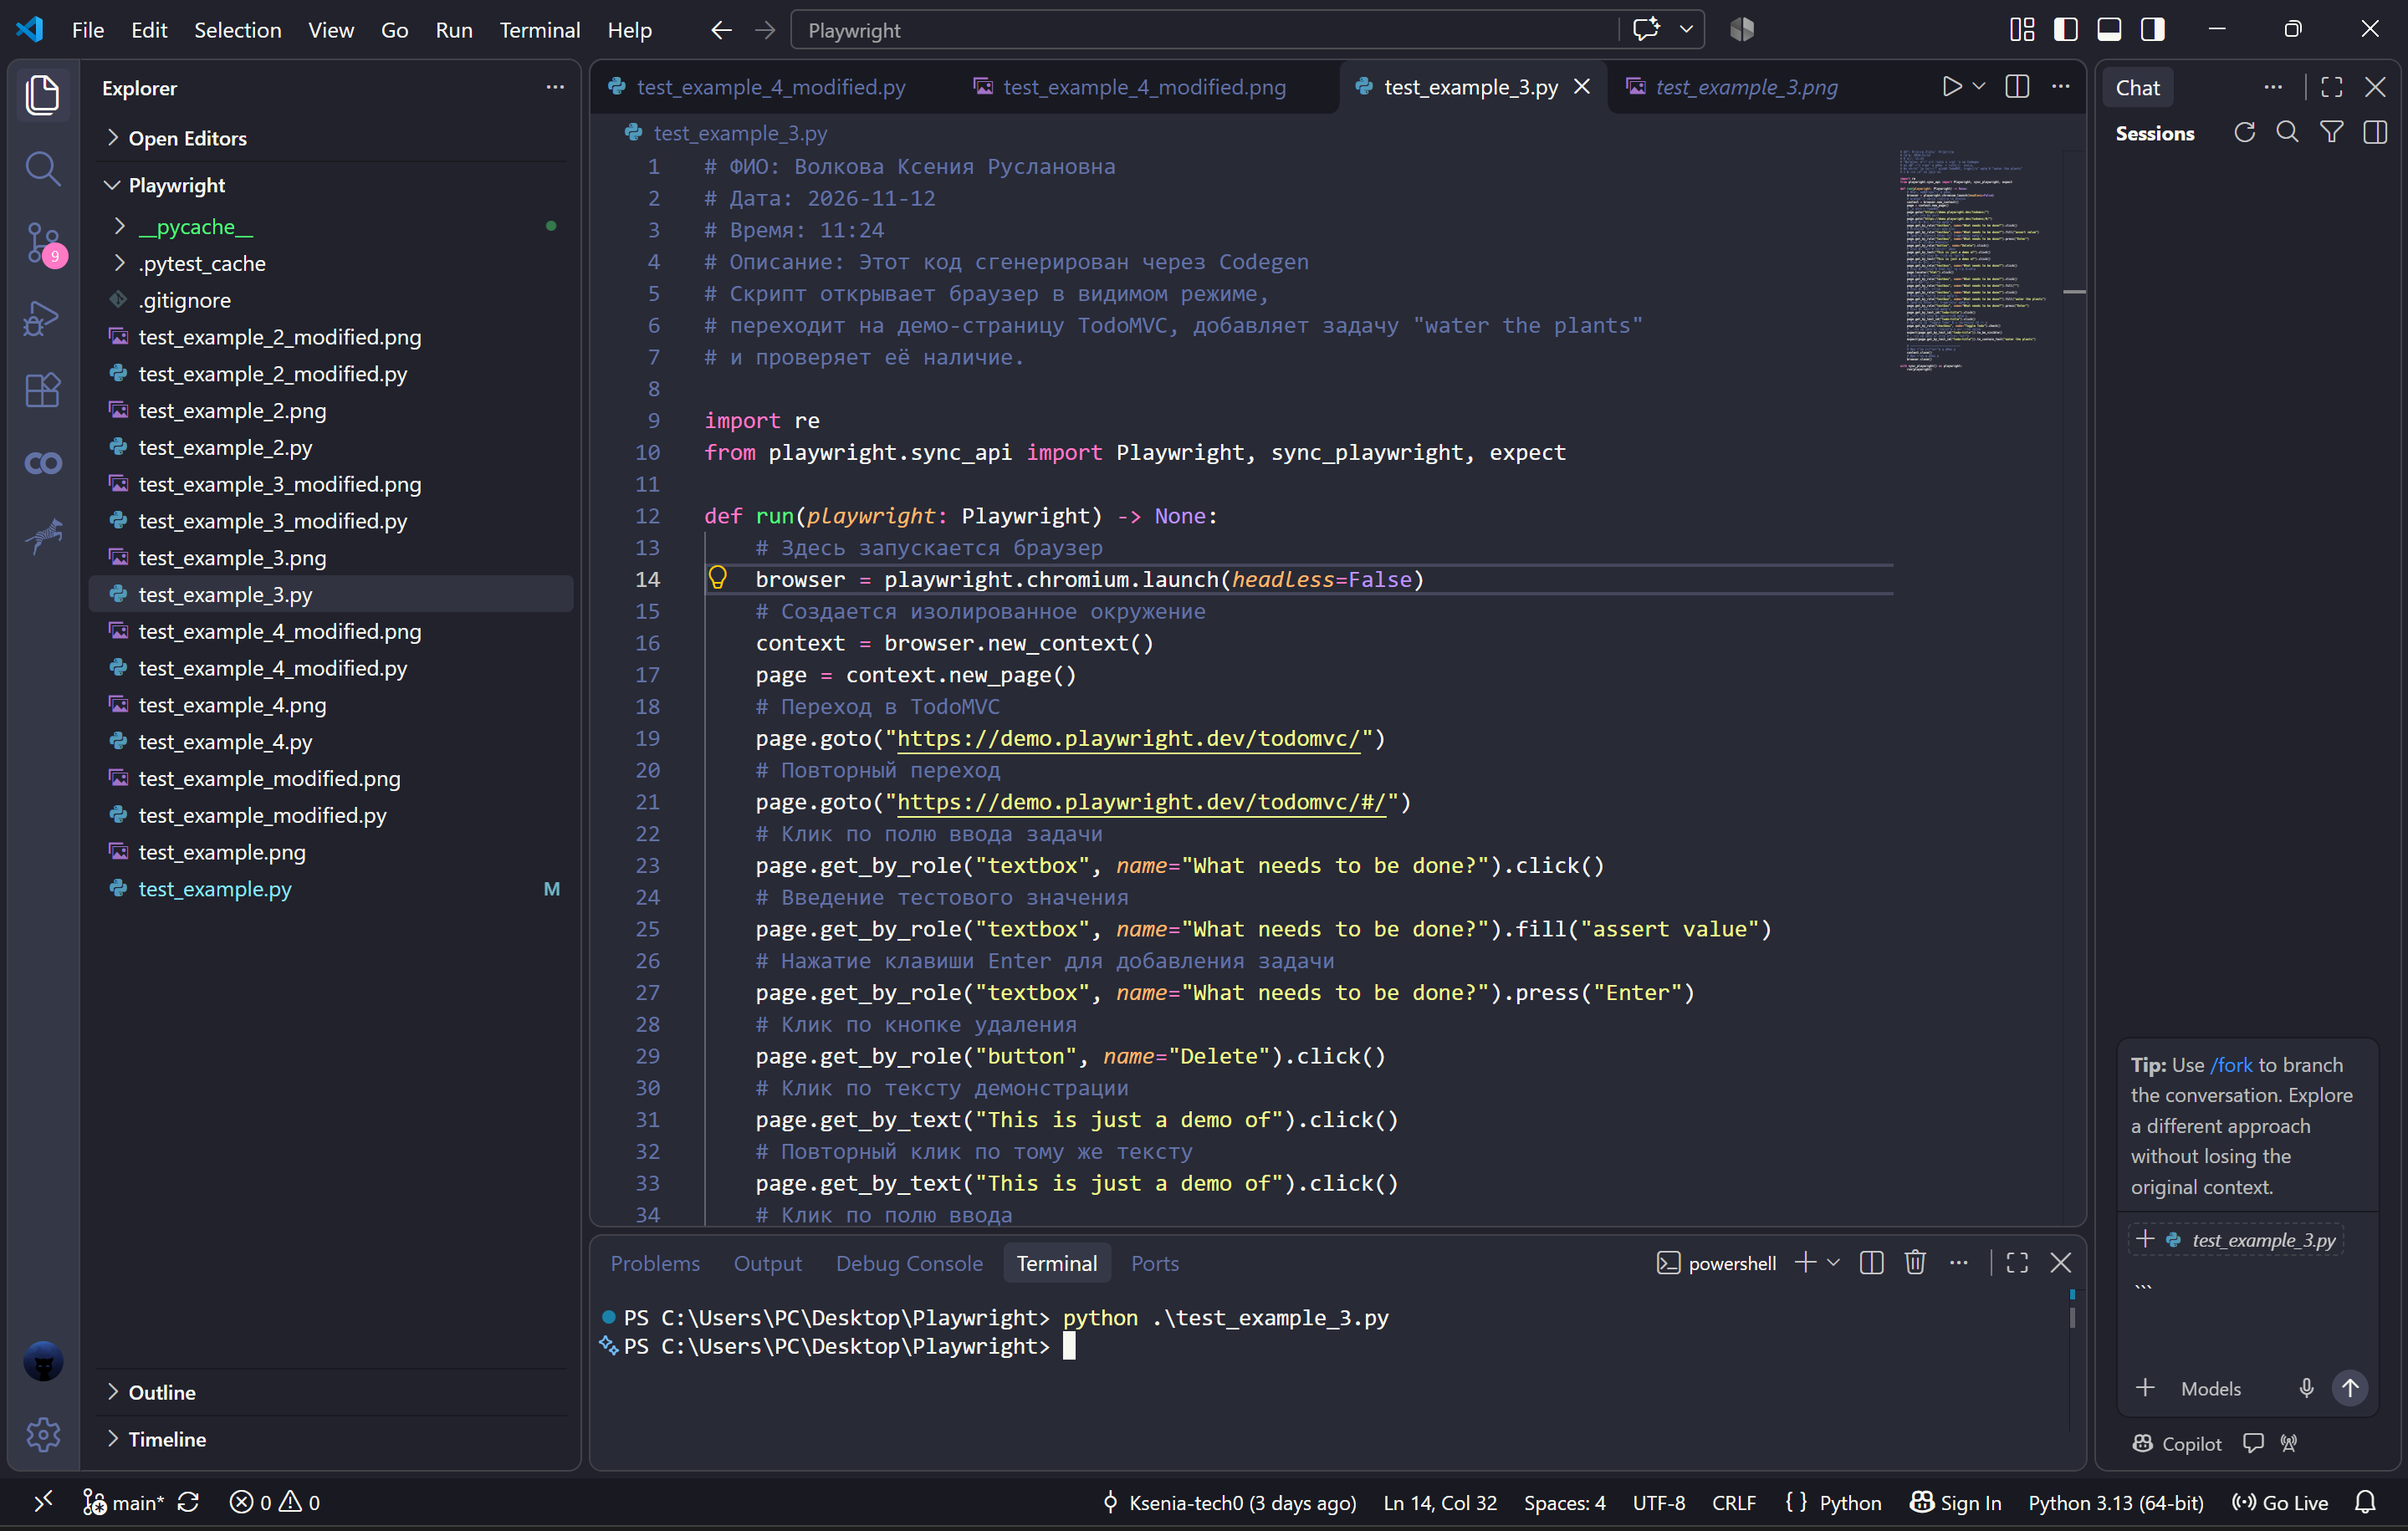 File Edit Selection View Go Run Terminal Help Playwright
Explorer
Open Editors
Playwright
__pycache__
.pytest_cache
.gitignore
test_example_2_modified.png
test_example_2_modified.py
test_example_2.png
test_example_2.py
test_example_3_modified.png
test_example_3_modified.py
test_example_3.png
test_example_3.py
test_example_4_modified.png
test_example_4_modified.py
test_example_4.png
test_example_4.py
test_example_modified.png
test_example_modified.py
test_example.png
test_example.py M
Outline
Timeline
9
test_example_4_modified.py test_example_4_modified.png test_example_3.py test_example_3.png
test_example_3.py
1 # ФИО: Волкова Ксения Руслановна
2 # Дата: 2026-11-12
3 # Время: 11:24
4 # Описание: Этот код сгенерирован через Codegen
5 # Скрипт открывает браузер в видимом режиме,
6 # переходит на демо-страницу TodoMVC, добавляет задачу "water the plants"
7 # и проверяет её наличие.
8
9 import re
10 from playwright.sync_api import Playwright, sync_playwright, expect
11
12 def run(playwright: Playwright) -> None:
13 # Здесь запускается браузер
14 browser = playwright.chromium.launch(headless=False)
15 # Создается изолированное окружение
16 context = browser.new_context()
17 page = context.new_page()
18 # Переход в TodoMVC
19 page.goto("https://demo.playwright.dev/todomvc/")
20 # Повторный переход
21 page.goto("https://demo.playwright.dev/todomvc/#/")
22 # Клик по полю ввода задачи
23 page.get_by_role("textbox", name="What needs to be done?").click()
24 # Введение тестового значения
25 page.get_by_role("textbox", name="What needs to be done?").fill("assert value")
26 # Нажатие клавиши Enter для добавления задачи
27 page.get_by_role("textbox", name="What needs to be done?").press("Enter")
28 # Клик по кнопке удаления
29 page.get_by_role("button", name="Delete").click()
30 # Клик по тексту демонстрации
31 page.get_by_text("This is just a demo of").click()
32 # Повторный клик по тому же тексту
33 page.get_by_text("This is just a demo of").click()
34 # Клик по полю ввода
Problems Output Debug Console Terminal Ports powershell
PS C:\Users\PC\Desktop\Playwright> python .\test_example_3.py
PS C:\Users\PC\Desktop\Playwright>
Chat
Sessions
Tip: Use /fork to branch
the conversation. Explore
a different approach
without losing the
original context.
test_example_3.py
```
Models
Copilot
main* 0 0 Ksenia-tech0 (3 days ago) Ln 14, Col 32 Spaces: 4 UTF-8 CRLF { } Python Sign In Python 3.13 (64-bit) Go Live